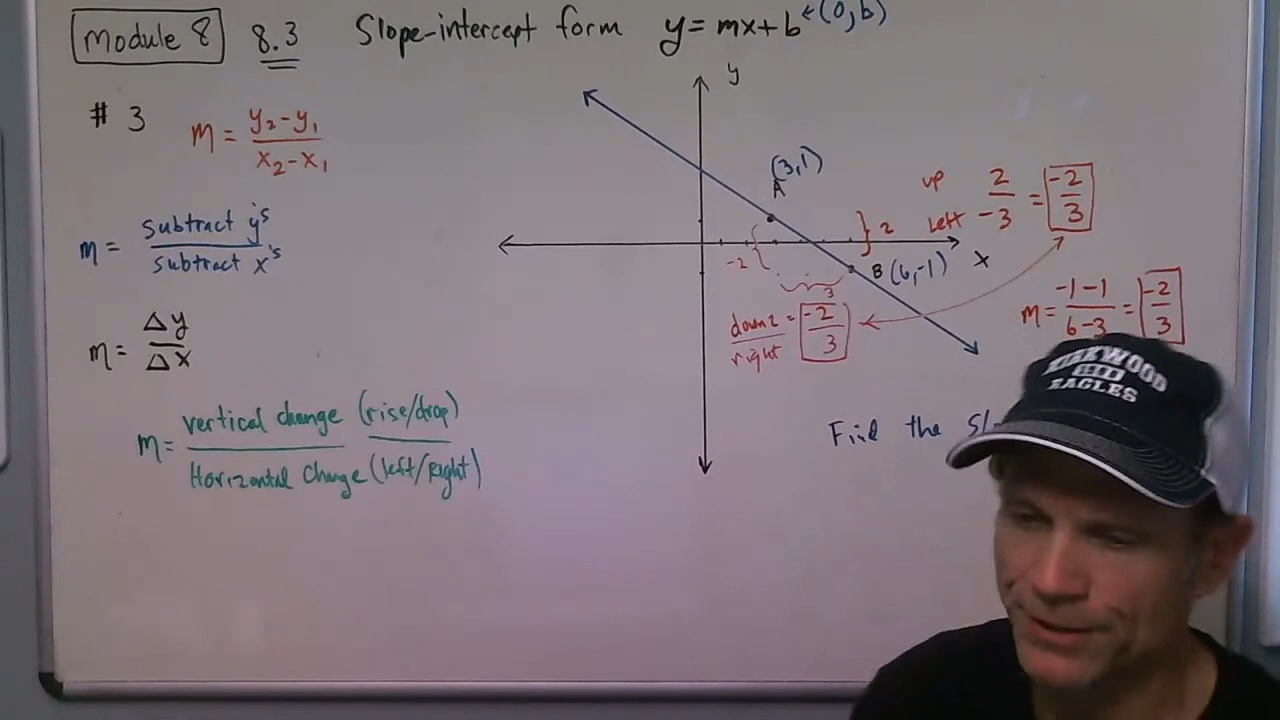 Module 8 8.3 Slope-intercept form y = mx + b ← (0, b)
# 3
m = y₂ - y₁ / x₂ - x₁
m = subtract y's / subtract x's
m = Δy / Δx
m = vertical change (rise/drop) / Horizontal change (left/right)
y
(3,1)
A
x
B (6,-1)
-2
3
} 2
down 2 / right = -2 / 3
up 2 / left -3 = -2 / 3
m = -1 - 1 / 6 - 3 = -2 / 3
Find the
KIRKWOOD
EAGLES